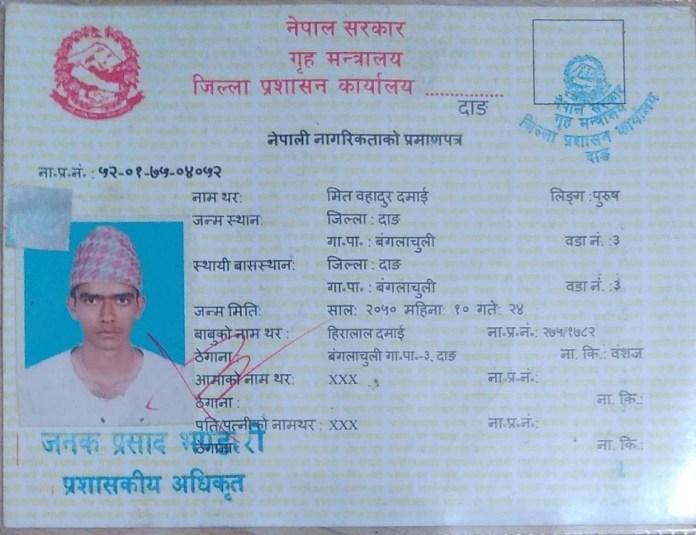 नेपाल सरकार
गृह मन्त्रालय
जिल्ला प्रशासन कार्यालय ................
दाङ
नेपाल सरकार
गृह मन्त्रालय
जिल्ला प्रशासन कार्यालय
दाङ
नेपाली नागरिकताको प्रमाणपत्र
ना.प्र.नं. : ५२-०१-७५-०४०५२
नाम थर: मित वहादुर दमाई लिङ्ग :पुरुष
जन्म स्थान: जिल्ला : दाङ
गा.पा. : बंगलाचुली वडा नं. :३
स्थायी बासस्थान: जिल्ला : दाङ
गा.पा. : बंगलाचुली वडा नं. :३
जन्म मिति: साल: २०५० महिना: १० गते: २४
बाबुको नाम थर : हिरालाल दमाई ना.प्र.नं.: २७५/१७८२
ठेगाना: बंगलाचुली गा.पा.-३, दाङ ना. कि.: वंशज
आमाको नाम थर: XXX ना.प्र.नं.:
ठेगाना : ना. कि.:
पति/पत्नीको नामथर : XXX ना.प्र.नं.:
ठेगाना: ना. कि.:
जनक प्रसाद भण्डारी
प्रशासकीय अधिकृत